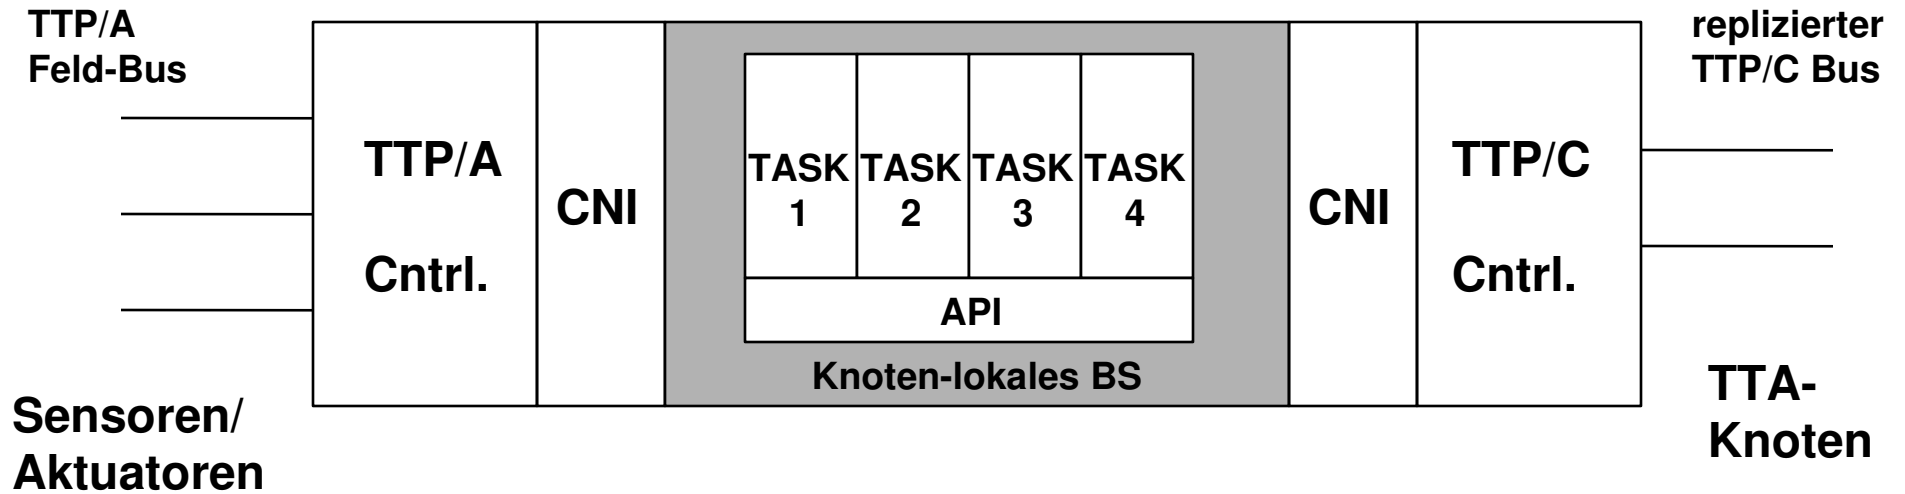 TTP/A
Feld-Bus
replizierter
TTP/C Bus
TTP/A
Cntrl.
CNI
TASK
1
TASK
2
TASK
3
TASK
4
API
Knoten-lokales BS
CNI
TTP/C
Cntrl.
Sensoren/
Aktuatoren
TTA-
Knoten